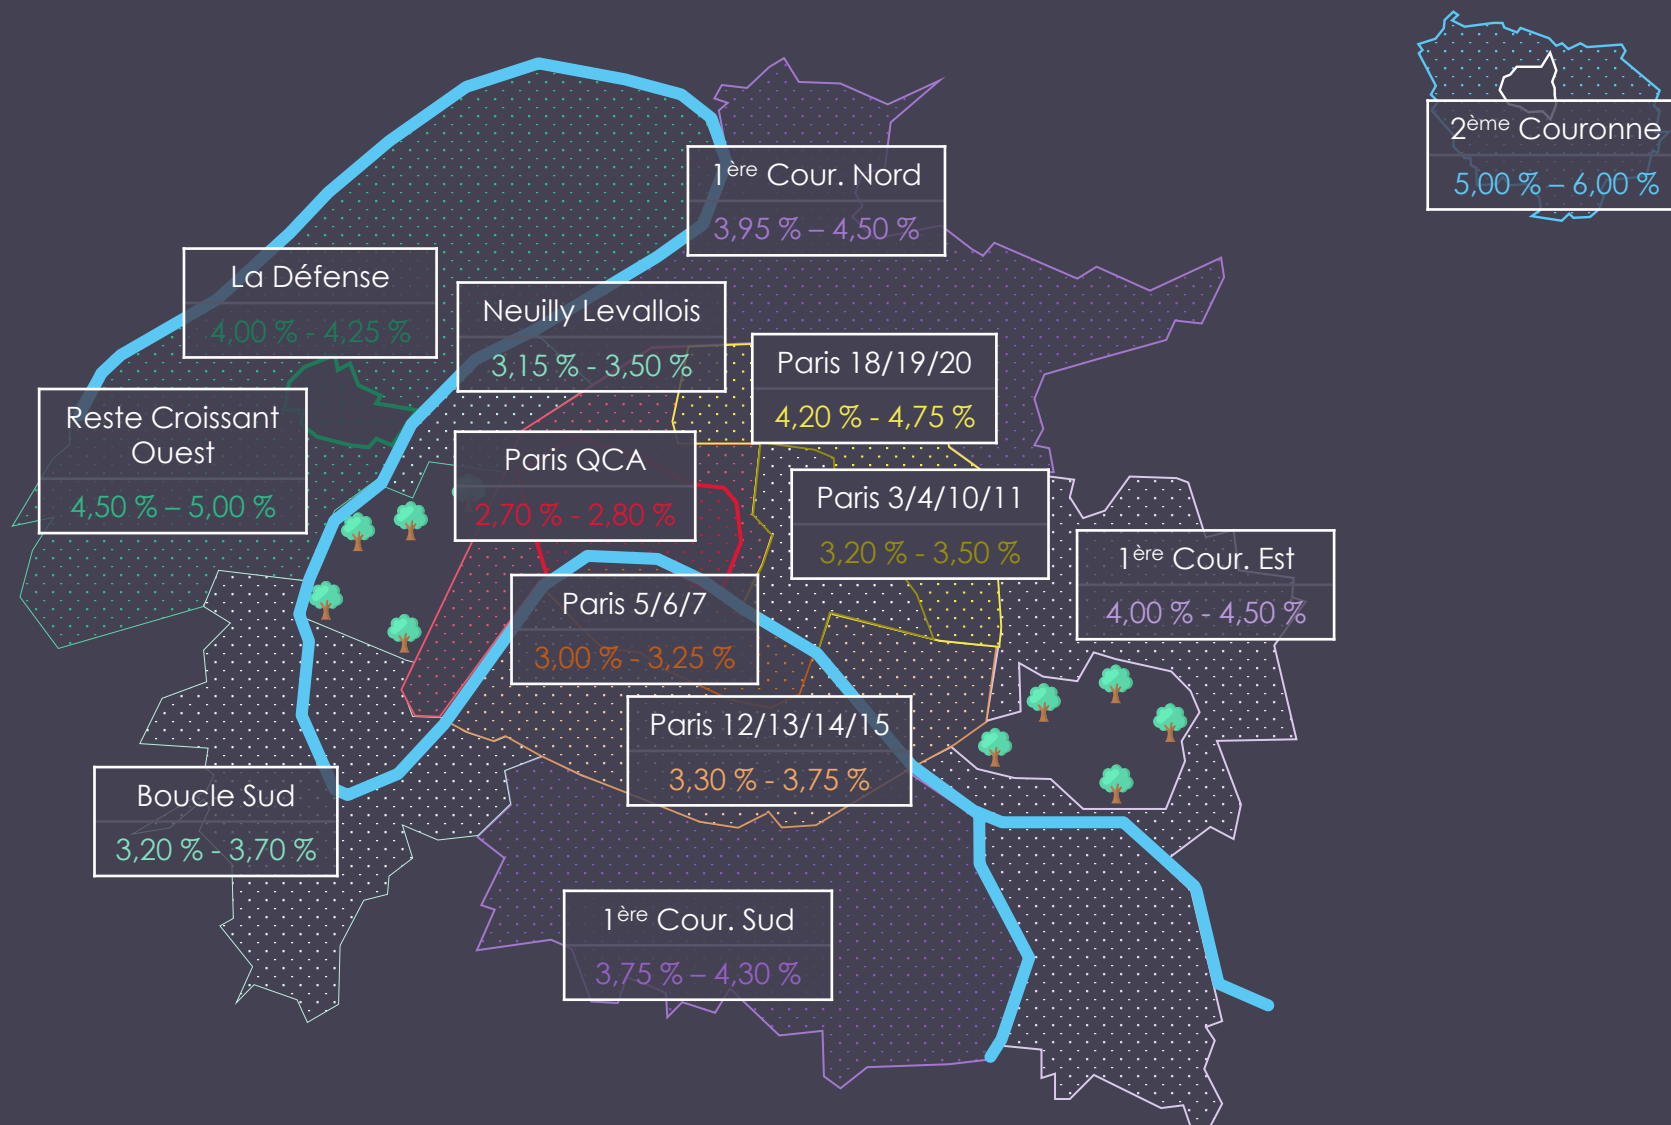 2ème Couronne
5,00 % – 6,00 %
1ère Cour. Nord
3,95 % – 4,50 %
La Défense
4,00 % - 4,25 %
Neuilly Levallois
3,15 % - 3,50 %
Paris 18/19/20
4,20 % - 4,75 %
Reste Croissant
Ouest
4,50 % – 5,00 %
Paris QCA
2,70 % - 2,80 %
Paris 3/4/10/11
3,20 % - 3,50 %
1ère Cour. Est
4,00 % - 4,50 %
Paris 5/6/7
3,00 % - 3,25 %
Paris 12/13/14/15
3,30 % - 3,75 %
Boucle Sud
3,20 % - 3,70 %
1ère Cour. Sud
3,75 % – 4,30 %